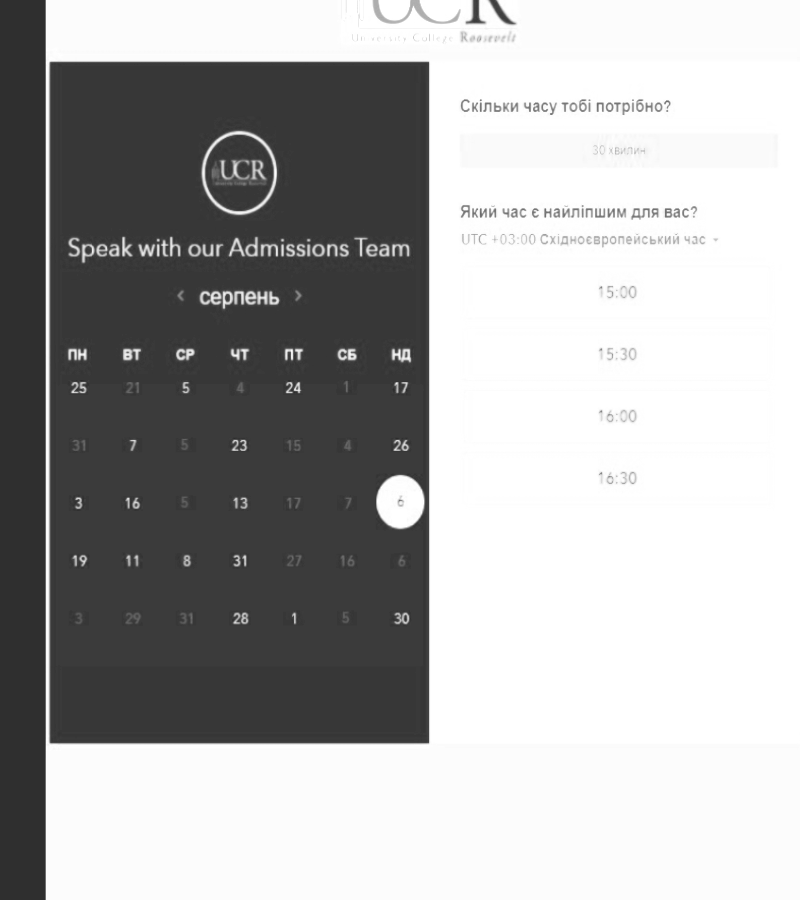 UCR
University College Roosevelt
UCR
Speak with our Admissions Team
< серпень >
ПН ВТ СР ЧТ ПТ СБ НД
25 21 5 4 24 1 17
31 7 5 23 15 4 26
3 16 5 13 17 7 6
19 11 8 31 27 16 6
3 29 31 28 1 5 30
Скільки часу тобі потрібно?
30 хвилин
Який час є найліпшим для вас?
UTC +03:00 Східноєвропейський час
15:00
15:30
16:00
16:30